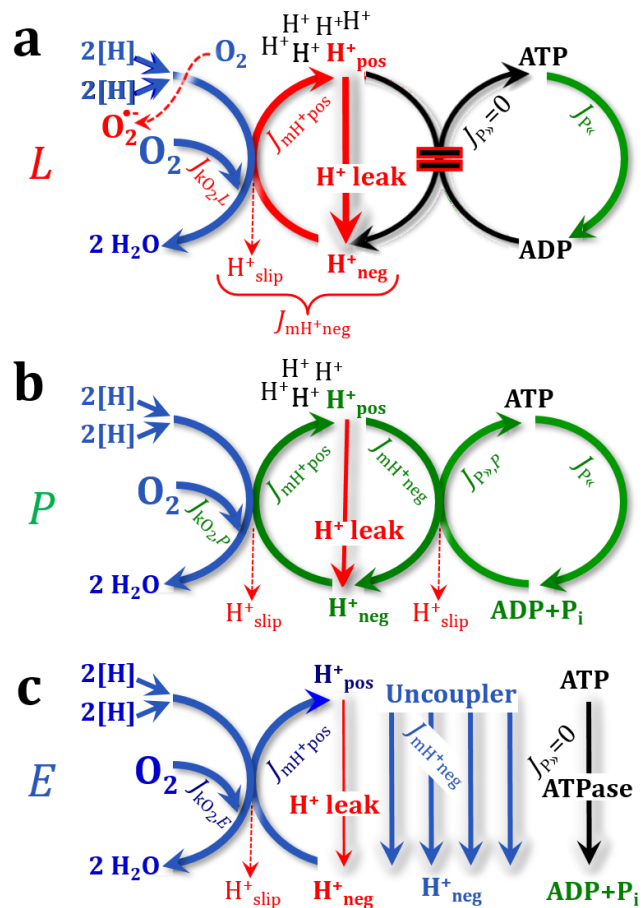 a
H⁺ H⁺ H⁺
H⁺ H⁺ H⁺pos
2[H]
2[H]
O₂
O₂•-
O₂
JkO₂,L
JmH⁺pos
L
H⁺ leak
2 H₂O
H⁺slip
H⁺neg
JmH⁺neg
ATP
JP»=0
JP«
ADP
b
H⁺ H⁺
H⁺ H⁺ H⁺pos
2[H]
2[H]
O₂
JkO₂,P
JmH⁺pos
JmH⁺neg
P
H⁺ leak
2 H₂O
H⁺slip
H⁺neg
H⁺slip
ATP
JP»,P
JP«
ADP+Pi
c
H⁺pos
2[H]
2[H]
O₂
JkO₂,E
JmH⁺pos
E
H⁺ leak
2 H₂O
H⁺slip
H⁺neg
Uncoupler
JmH⁺neg
H⁺neg
ATP
JP»=0
ATPase
ADP+Pi